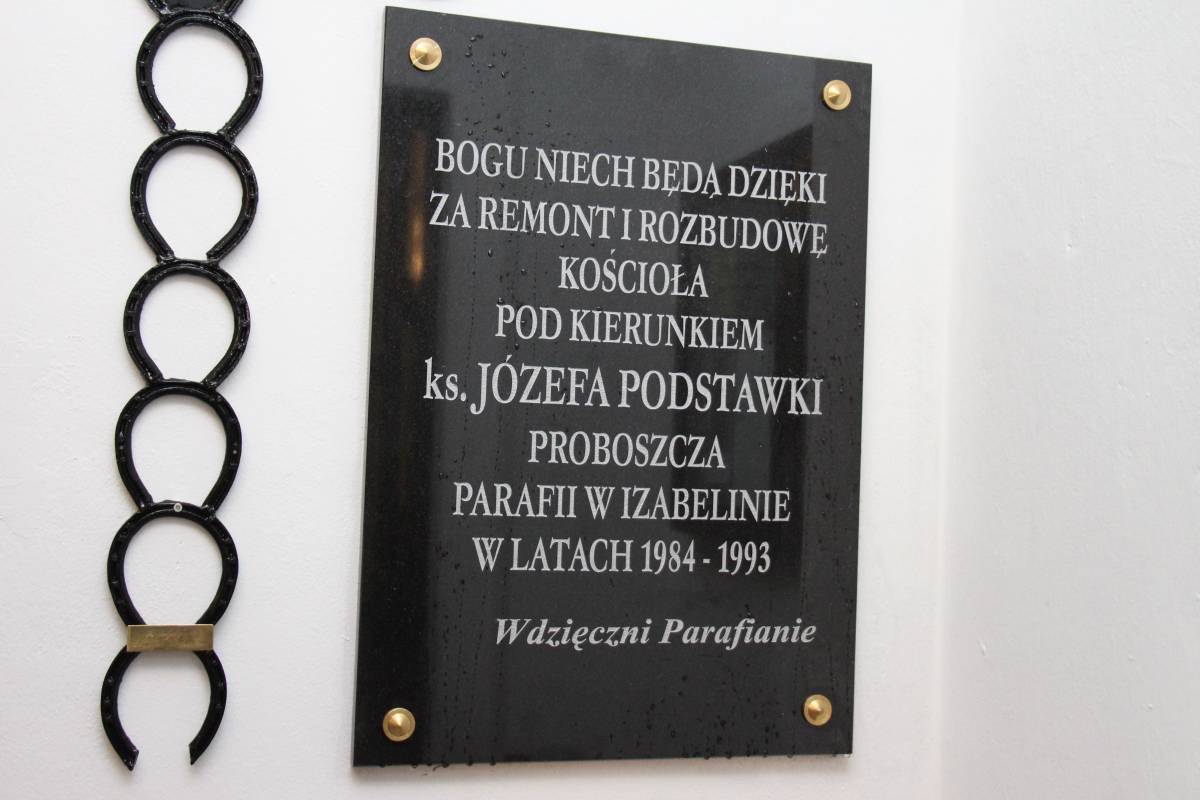 BOGU NIECH BĘDĄ DZIĘKI
ZA REMONT I ROZBUDOWĘ
KOŚCIOŁA
POD KIERUNKIEM
ks. JÓZEFA PODSTAWKI
PROBOSZCZA
PARAFII W IZABELINIE
W LATACH 1984 - 1993
Wdzięczni Parafianie